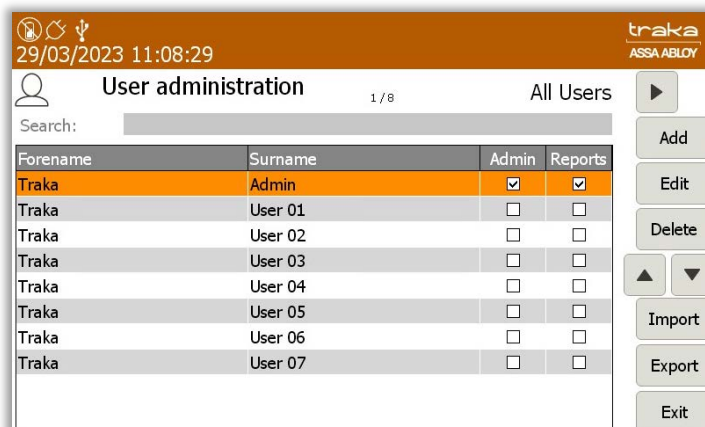 traka
29/03/2023 11:08:29
ASSA ABLOY
User administration 1/8 All Users
Search:
Add
Forename Surname Admin Reports
Traka Admin
Edit
Traka User 01
Traka User 02
Delete
Traka User 03
Traka User 04
Traka User 05
Import
Traka User 06
Traka User 07
Export
Exit